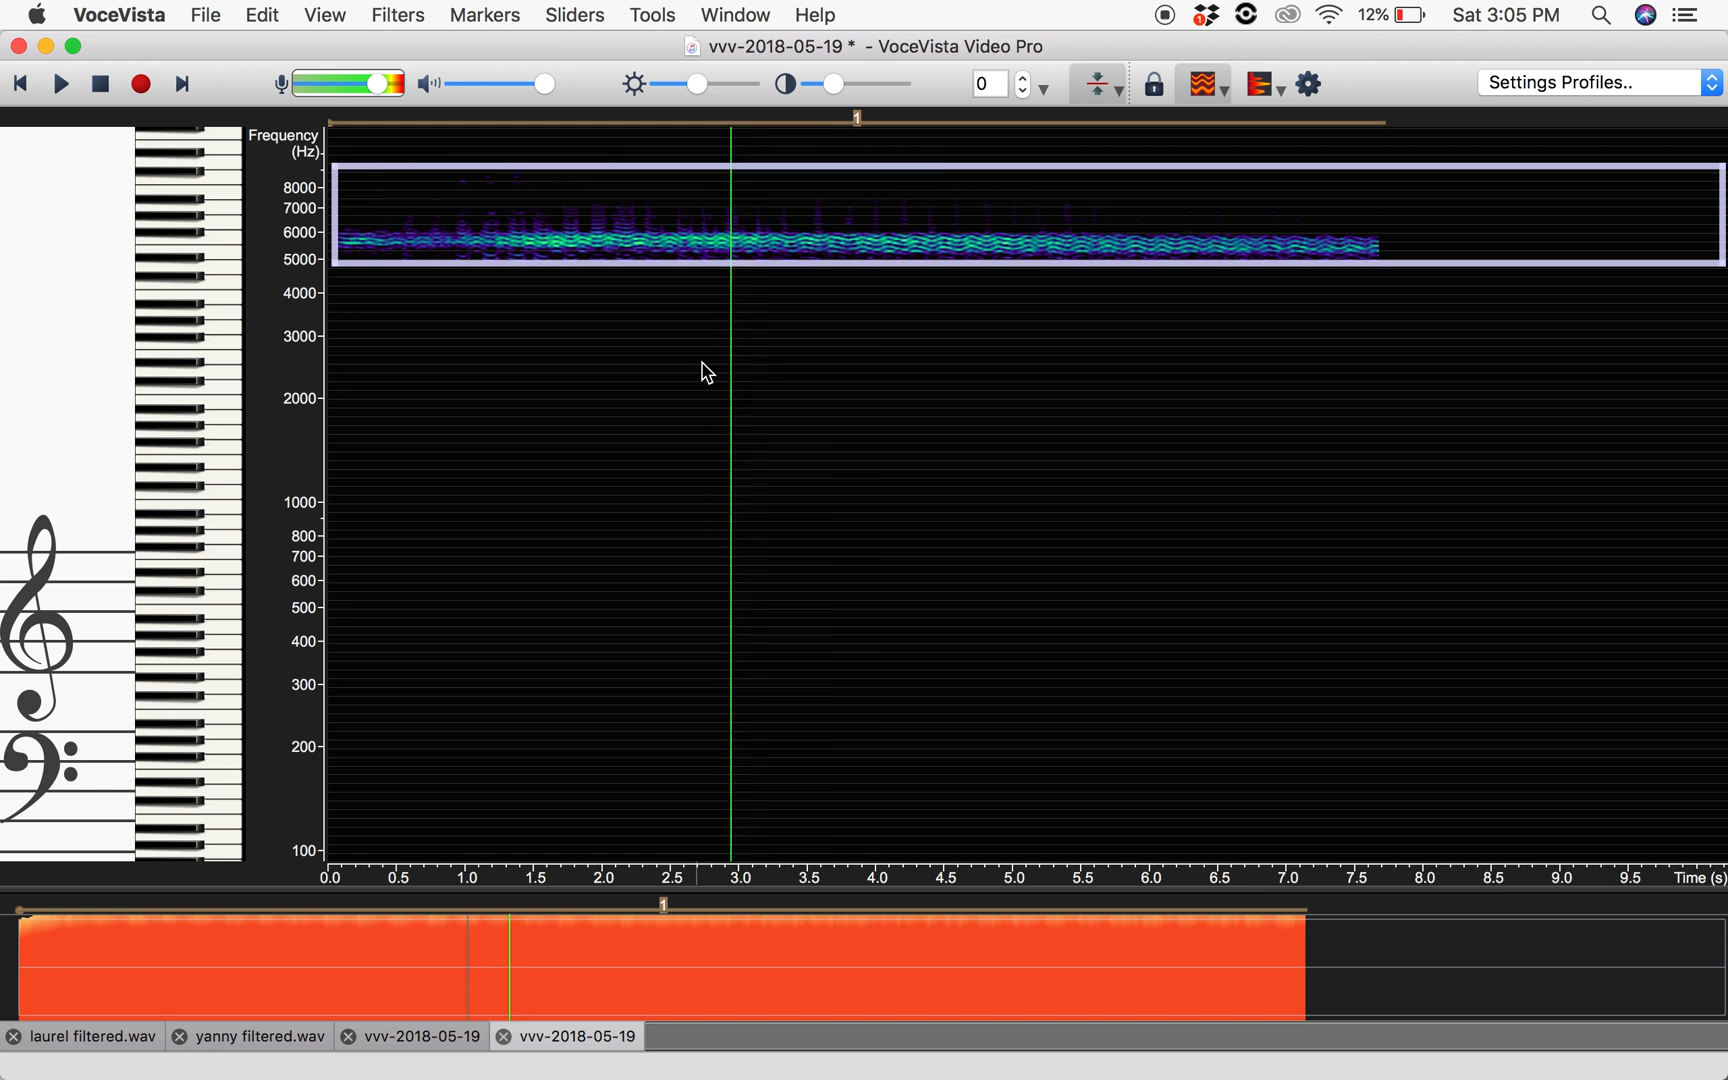 VoceVista File Edit View Filters Markers Sliders Tools Window Help 1 12% Sat 3:05 PM
vvv-2018-05-19 * - VoceVista Video Pro
0 Settings Profiles..
1
Frequency
(Hz)
8000
7000
6000
5000
4000
3000
2000
1000
800
700
600
500
400
300
200
100
0.0 0.5 1.0 1.5 2.0 2.5 3.0 3.5 4.0 4.5 5.0 5.5 6.0 6.5 7.0 7.5 8.0 8.5 9.0 9.5 Time (s)
1
laurel filtered.wav yanny filtered.wav vvv-2018-05-19 vvv-2018-05-19